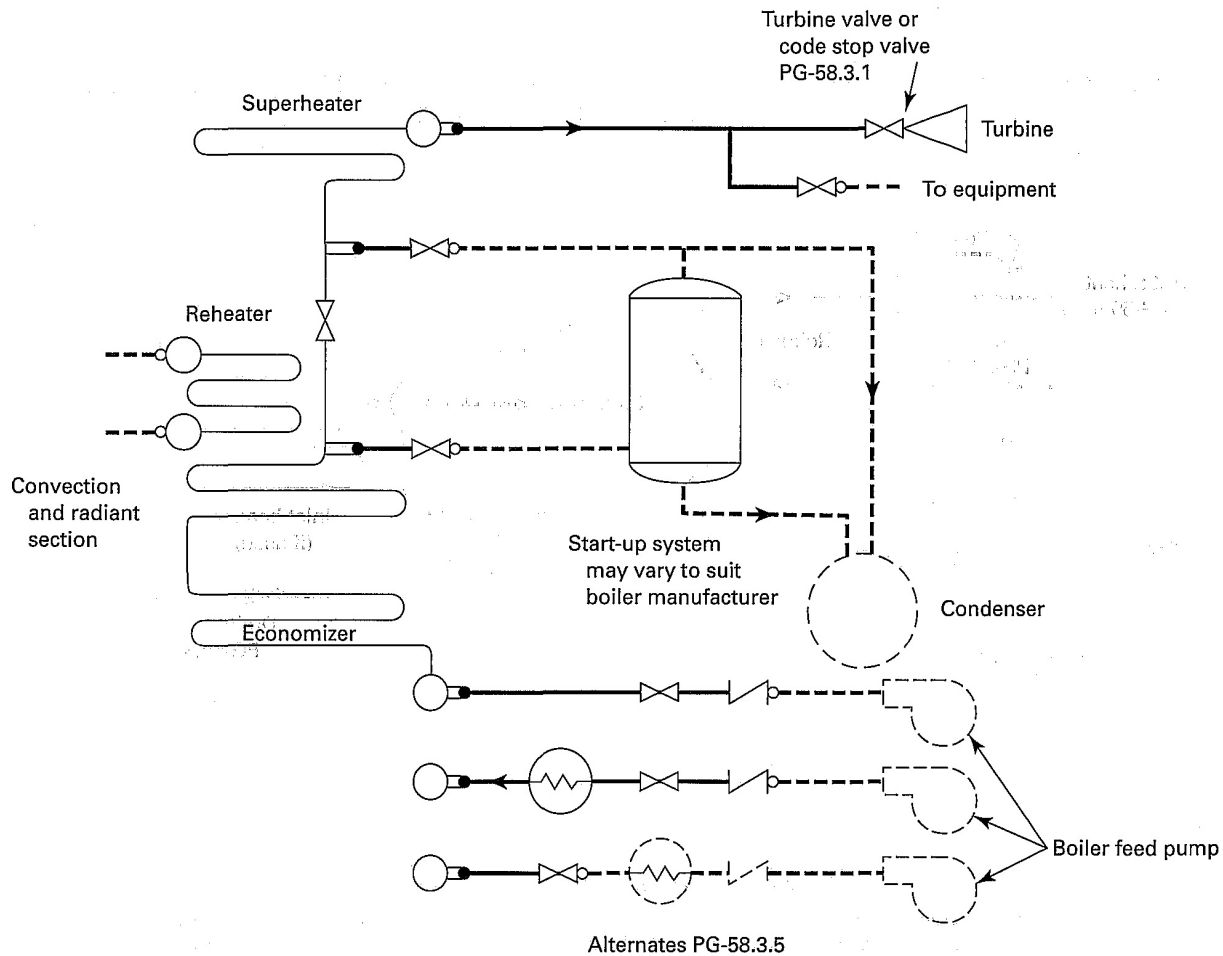 Turbine valve or
code stop valve
PG-58.3.1
Superheater
Turbine
To equipment
Reheater
Convection
and radiant
section
Start-up system
may vary to suit
boiler manufacturer
Condenser
Economizer
Boiler feed pump
Alternates PG-58.3.5